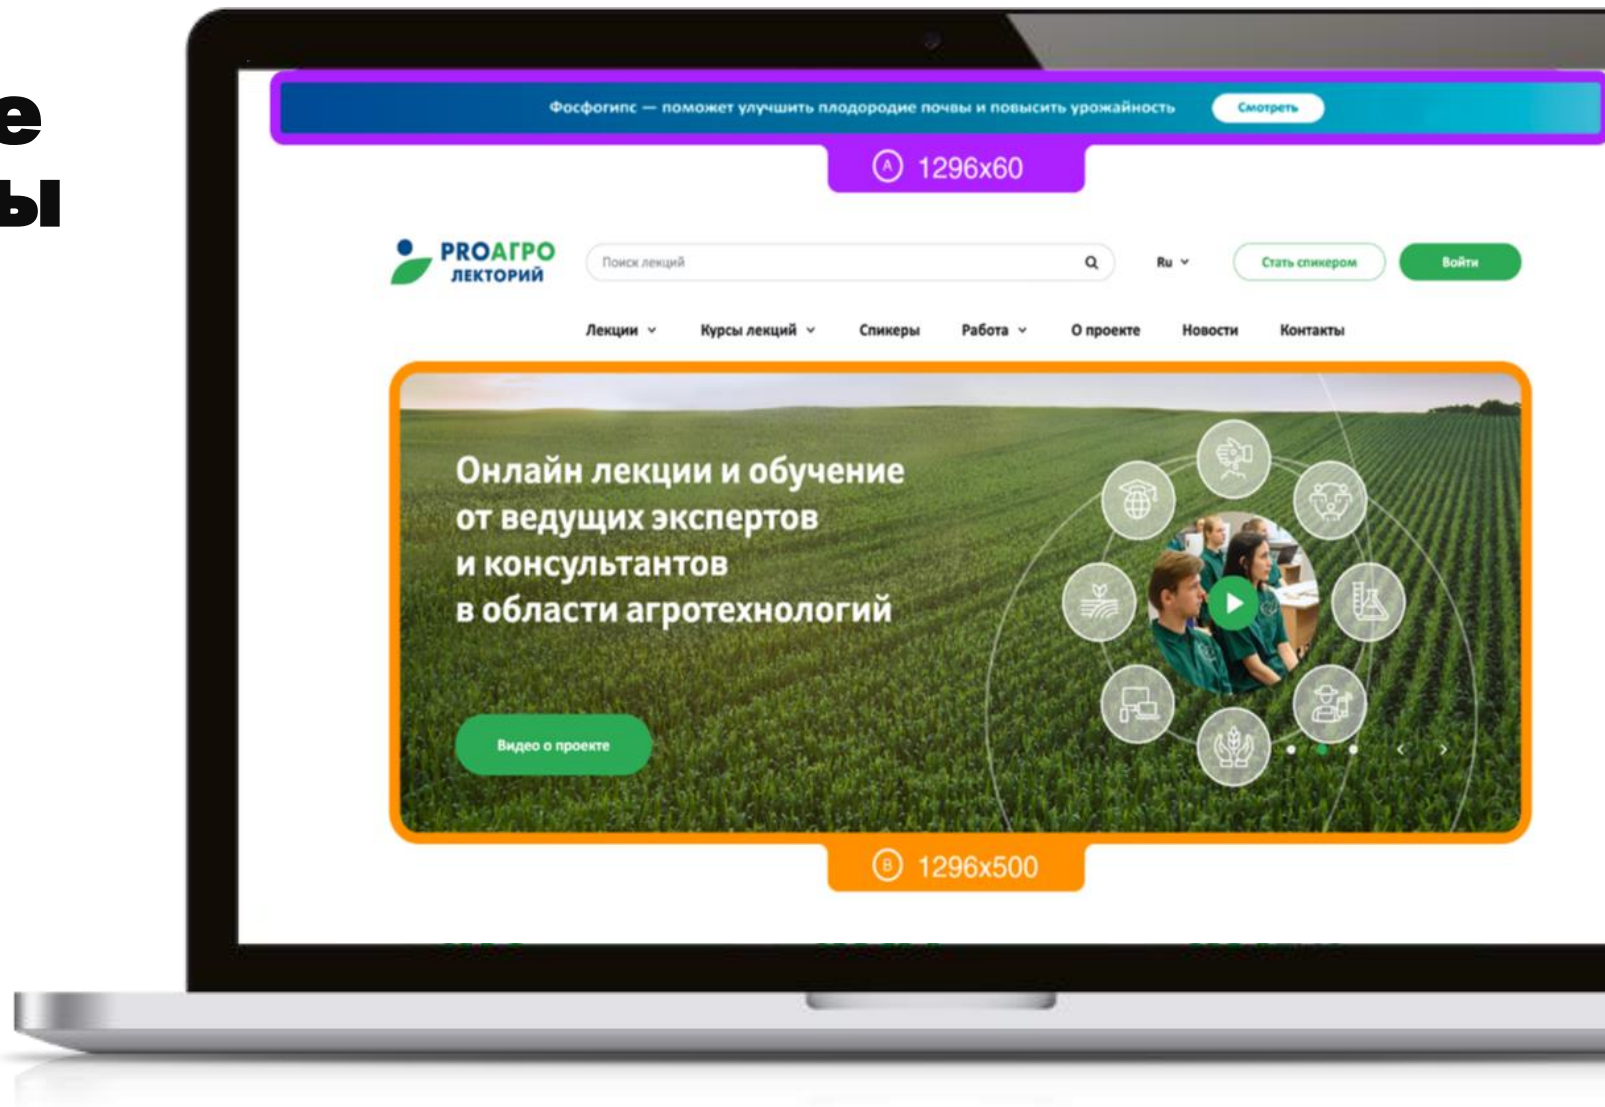 е
ы
Фосфогипс — поможет улучшить плодородие почвы и повысить урожайность Смотреть
A 1296x60
PROАГРО
ЛЕКТОРИЙ
Поиск лекций
Ru
Стать спикером
Войти
Лекции Курсы лекций Спикеры Работа О проекте Новости Контакты
Онлайн лекции и обучение
от ведущих экспертов
и консультантов
в области агротехнологий
Видео о проекте
B 1296x500